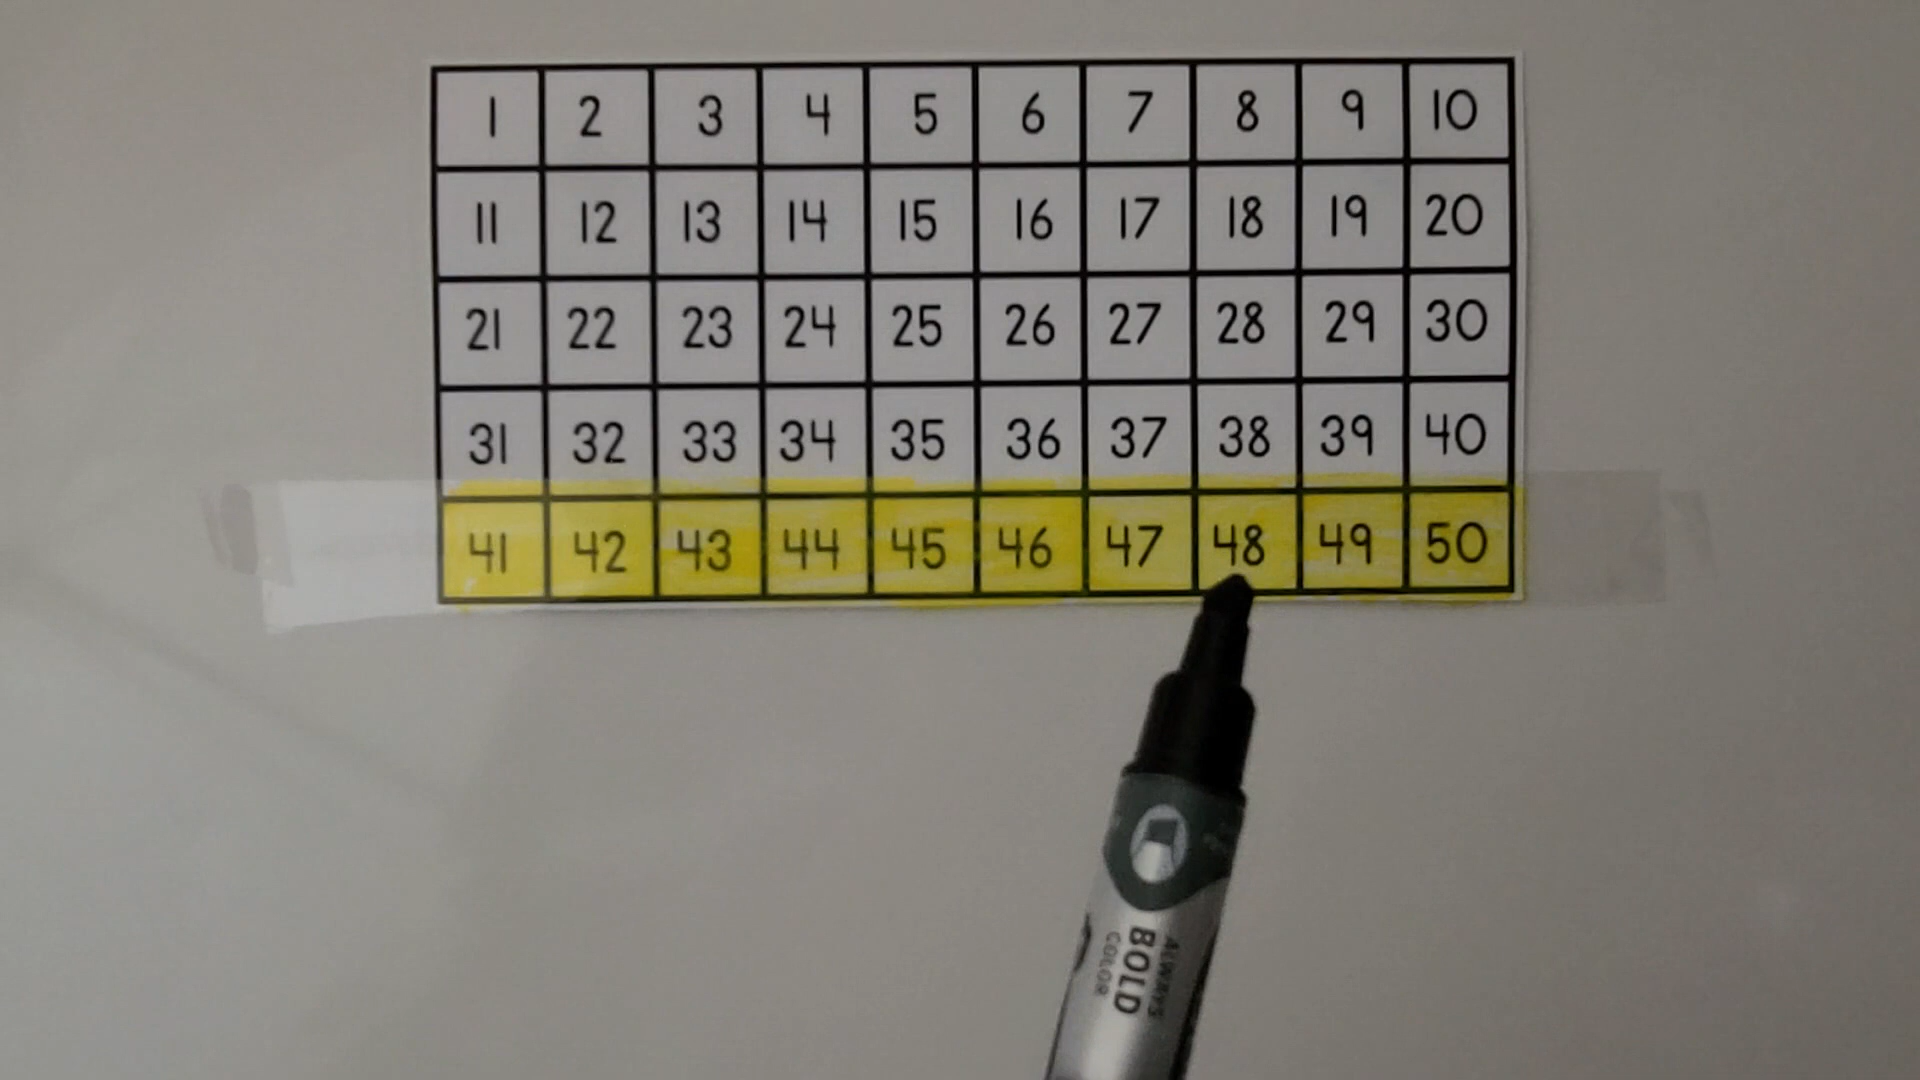 1 2 3 4 5 6 7 8 9 10
11 12 13 14 15 16 17 18 19 20
21 22 23 24 25 26 27 28 29 30
31 32 33 34 35 36 37 38 39 40
41 42 43 44 45 46 47 48 49 50
ALWAYS
BOLD
COLOR